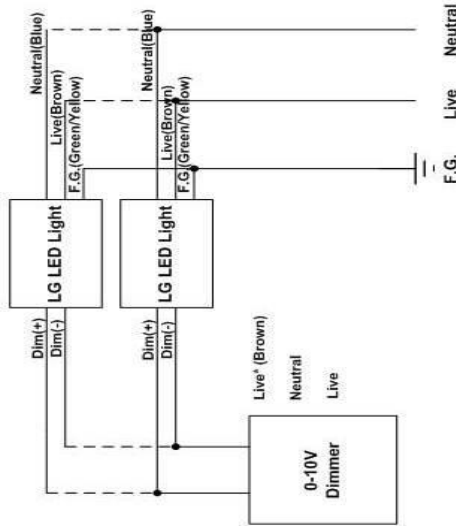 Neutral(Blue)
Live(Brown)
F.G.(Green/Yellow)
LG LED Light
Dim(+)
Dim(-)
Neutral(Blue)
Live(Brown)
F.G.(Green/Yellow)
LG LED Light
Dim(+)
Dim(-)
Live* (Brown)
Neutral
Live
0-10V
Dimmer
Neutral
Live
F.G.